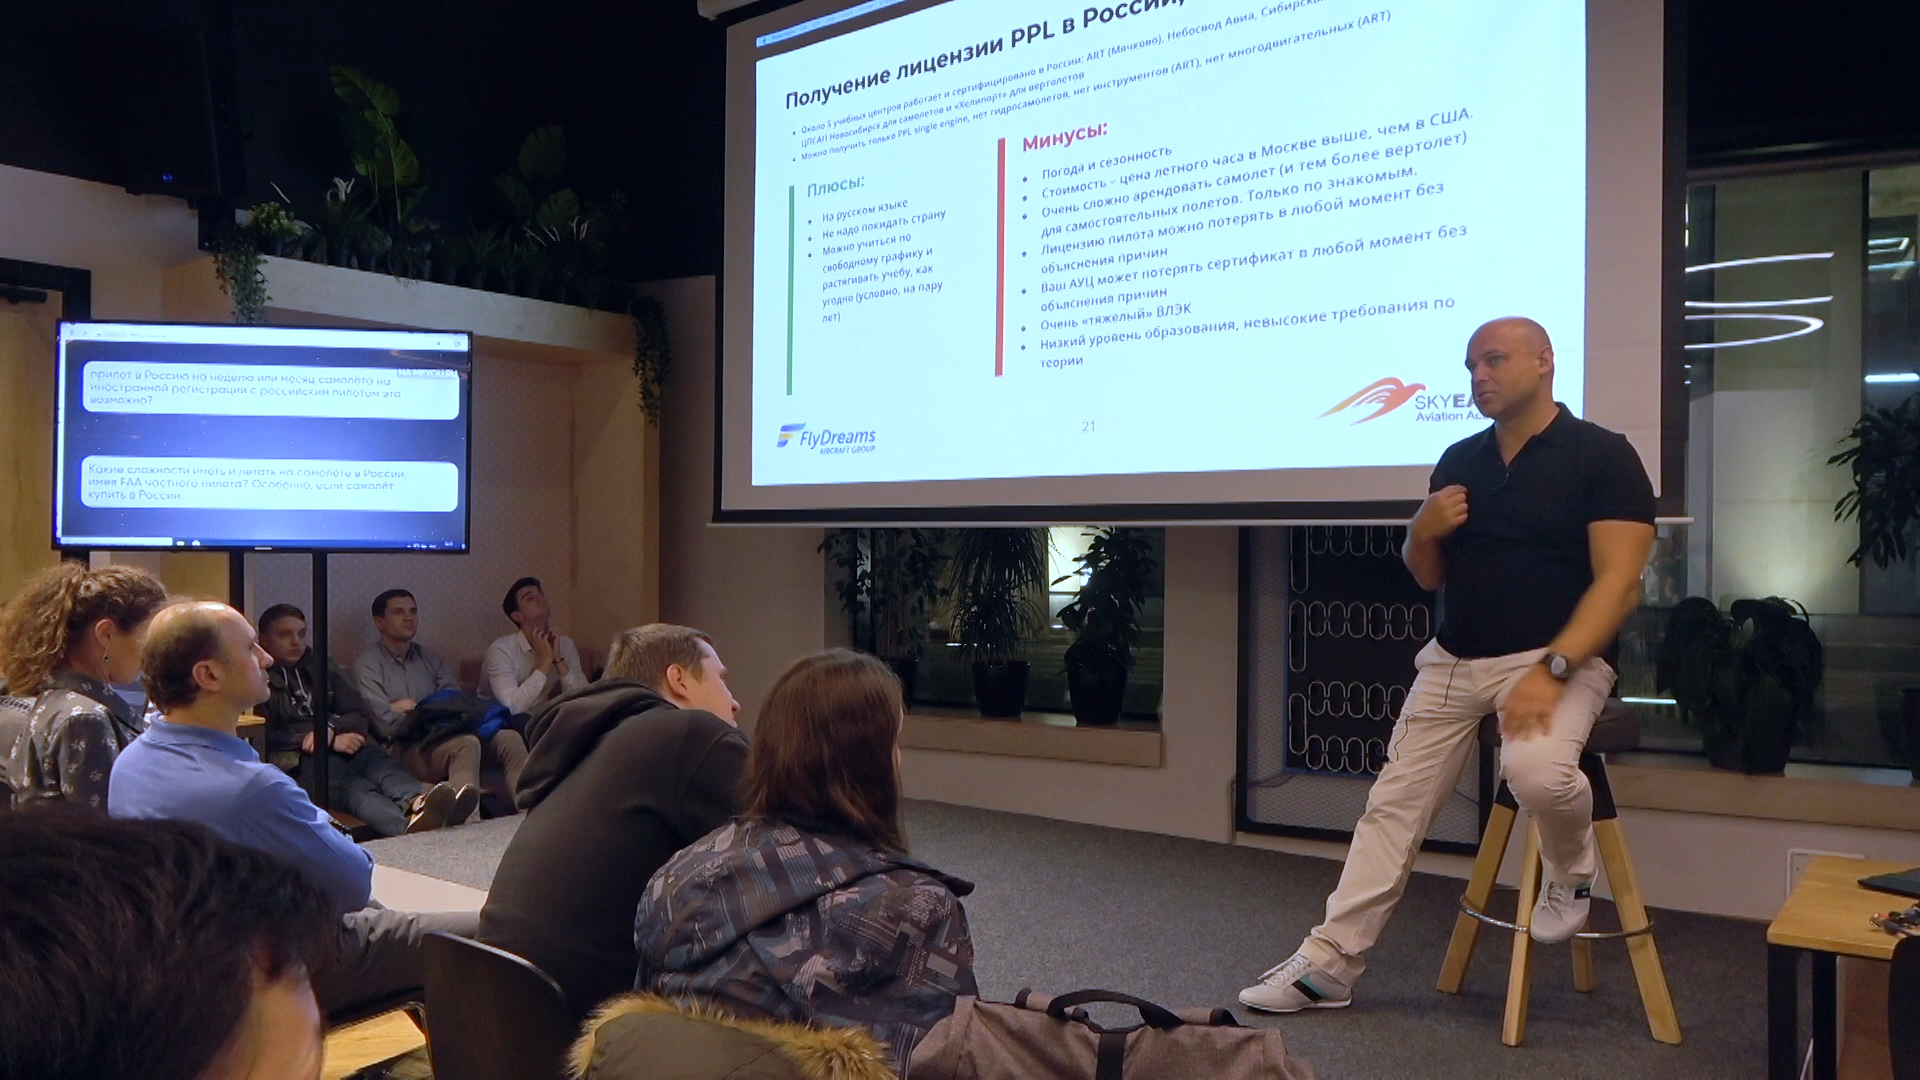 Получение лицензии PPL в России,
Около 5 учебных центров работает и сертифицировано в России: ART (Мячково), Небосвод Авиа,
ЦПСАП Новосибирск для самолетов и «Хелипорт» для вертолетов
Можно получить только PPL single engine, нет гидросамолетов, нет инструментов (ART), нет многодвигательных (ART)
Плюсы:
На русском языке
Не надо покидать страну
Можно учиться по
свободному графику и
растягивать учебу, как
угодно (условно, на пару
лет)
Минусы:
Погода и сезонность
Стоимость – цена летного часа в Москве выше, чем в США.
Очень сложно арендовать самолет (и тем более вертолет)
для самостоятельных полетов. Только по знакомым.
Лицензию пилота можно потерять в любой момент без
объяснения причин
Ваш АУЦ может потерять сертификат в любой момент без
объяснения причин
Очень «тяжелый» ВЛЭК
Низкий уровень образования, невысокие требования по
теории
FlyDreams
AIRCRAFT GROUP
21
SKY
Aviation
прилет в Россию на неделю или месяц самолёта на
иностранной регистрации с российским пилотом это
возможно?
Какие сложности иметь и летать на самолёте в России,
имея FAA частного пилота? Особенно, если самолёт
купить в России.